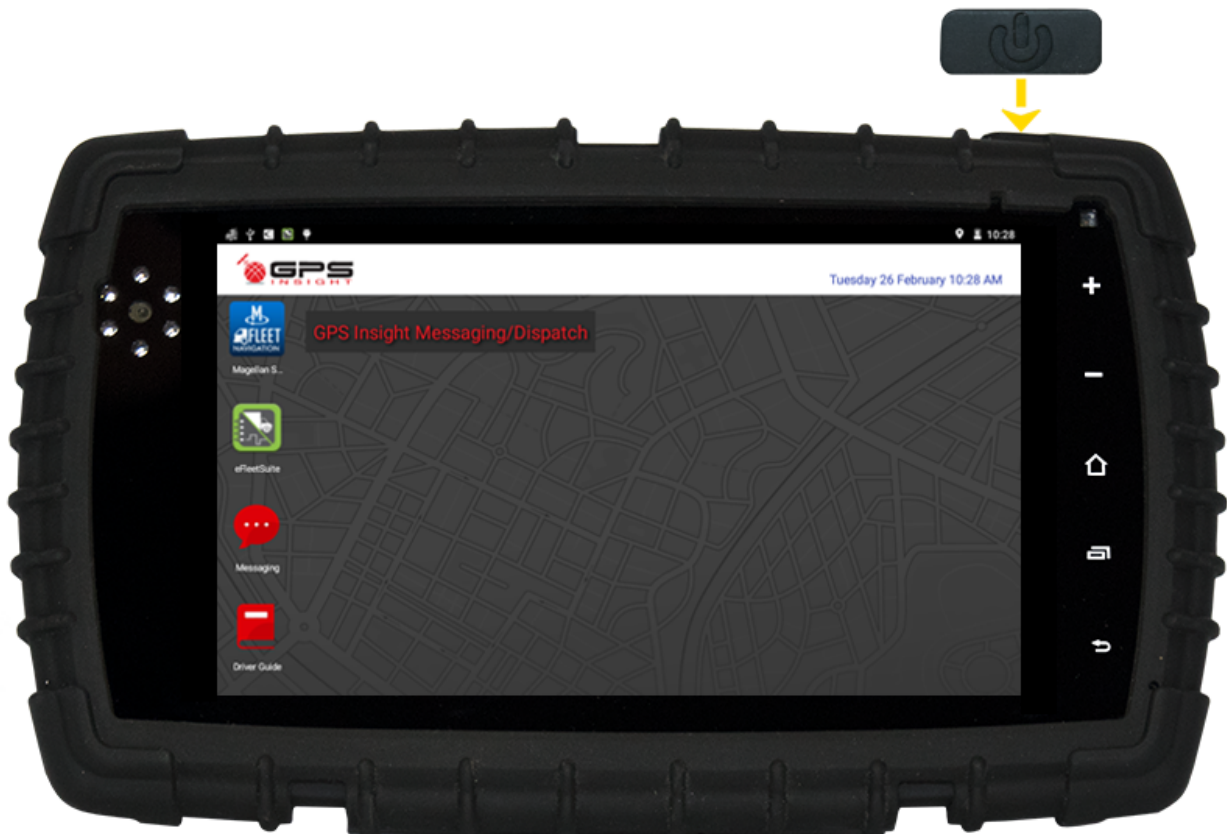 10:28
GPS
INSIGHT
Tuesday 26 February 10:28 AM
M
FLEET
NAVIGATION
GPS Insight Messaging/Dispatch
Magellan S...
eFleetSuite
Messaging
Driver Guide